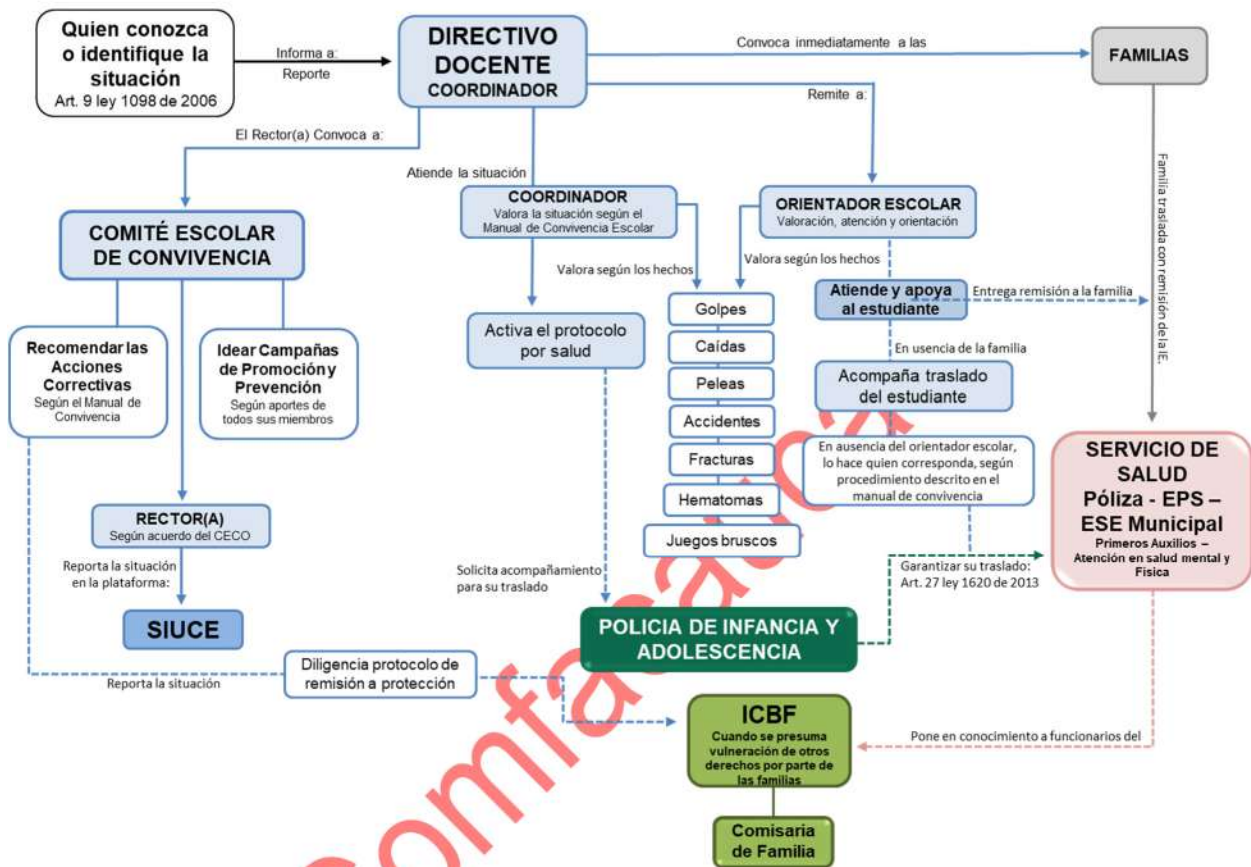 Quien conozca
o identifique la
situación
Art. 9 ley 1098 de 2006
Informa a:
Reporte
DIRECTIVO
DOCENTE
COORDINADOR
Convoca inmediatamente a las
FAMILIAS
Remite a:
El Rector(a) Convoca a:
Atiende la situación
COMITÉ ESCOLAR
DE CONVIVENCIA
COORDINADOR
Valora la situación según el
Manual de Convivencia Escolar
ORIENTADOR ESCOLAR
Valoración, atención y orientación
Familia traslada con remisión de la IE.
Valora según los hechos
Valora según los hechos
Recomendar las
Acciones
Correctivas
Según el Manual de
Convivencia
Idear Campañas
de Promoción y
Prevención
Según aportes de
todos sus miembros
Activa el protocolo
por salud
Golpes
Caídas
Peleas
Accidentes
Fracturas
Hematomas
Juegos bruscos
Atiende y apoya
al estudiante
Entrega remisión a la familia
En usencia de la familia
Acompaña traslado
del estudiante
En ausencia del orientador escolar,
lo hace quien corresponda, según
procedimiento descrito en el
manual de convivencia
SERVICIO DE
SALUD
Póliza - EPS –
ESE Municipal
Primeros Auxilios –
Atención en salud mental y
Física
RECTOR(A)
Según acuerdo del CECO
Reporta la situación
en la plataforma:
SIUCE
Solicita acompañamiento
para su traslado
Garantizar su traslado:
Art. 27 ley 1620 de 2013
POLICIA DE INFANCIA Y
ADOLESCENCIA
Reporta la situación
Diligencia protocolo de
remisión a protección
ICBF
Cuando se presuma
vulneración de otros
derechos por parte de
las familias
Pone en conocimiento a funcionarios del
Comisaria
de Familia